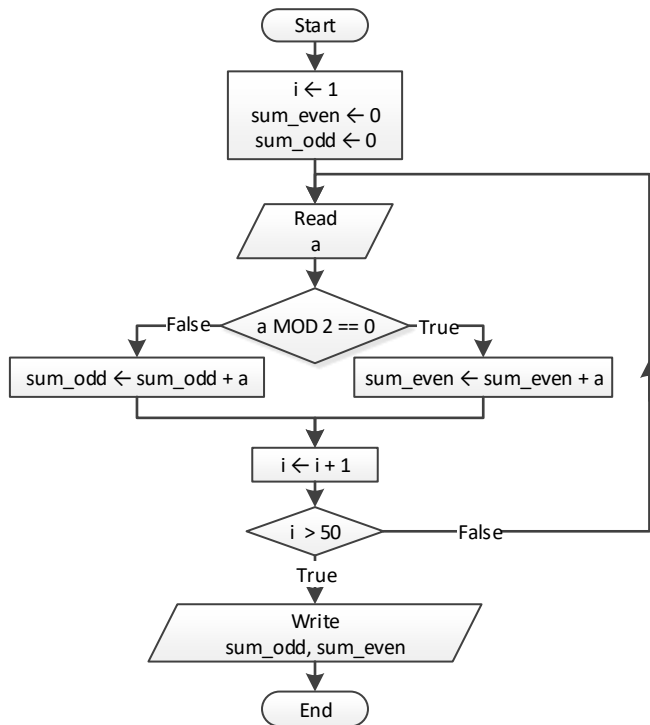 Start
i ← 1
sum_even ← 0
sum_odd ← 0
Read
a
a MOD 2 == 0
False
True
sum_odd ← sum_odd + a
sum_even ← sum_even + a
i ← i + 1
i > 50
False
True
Write
sum_odd, sum_even
End